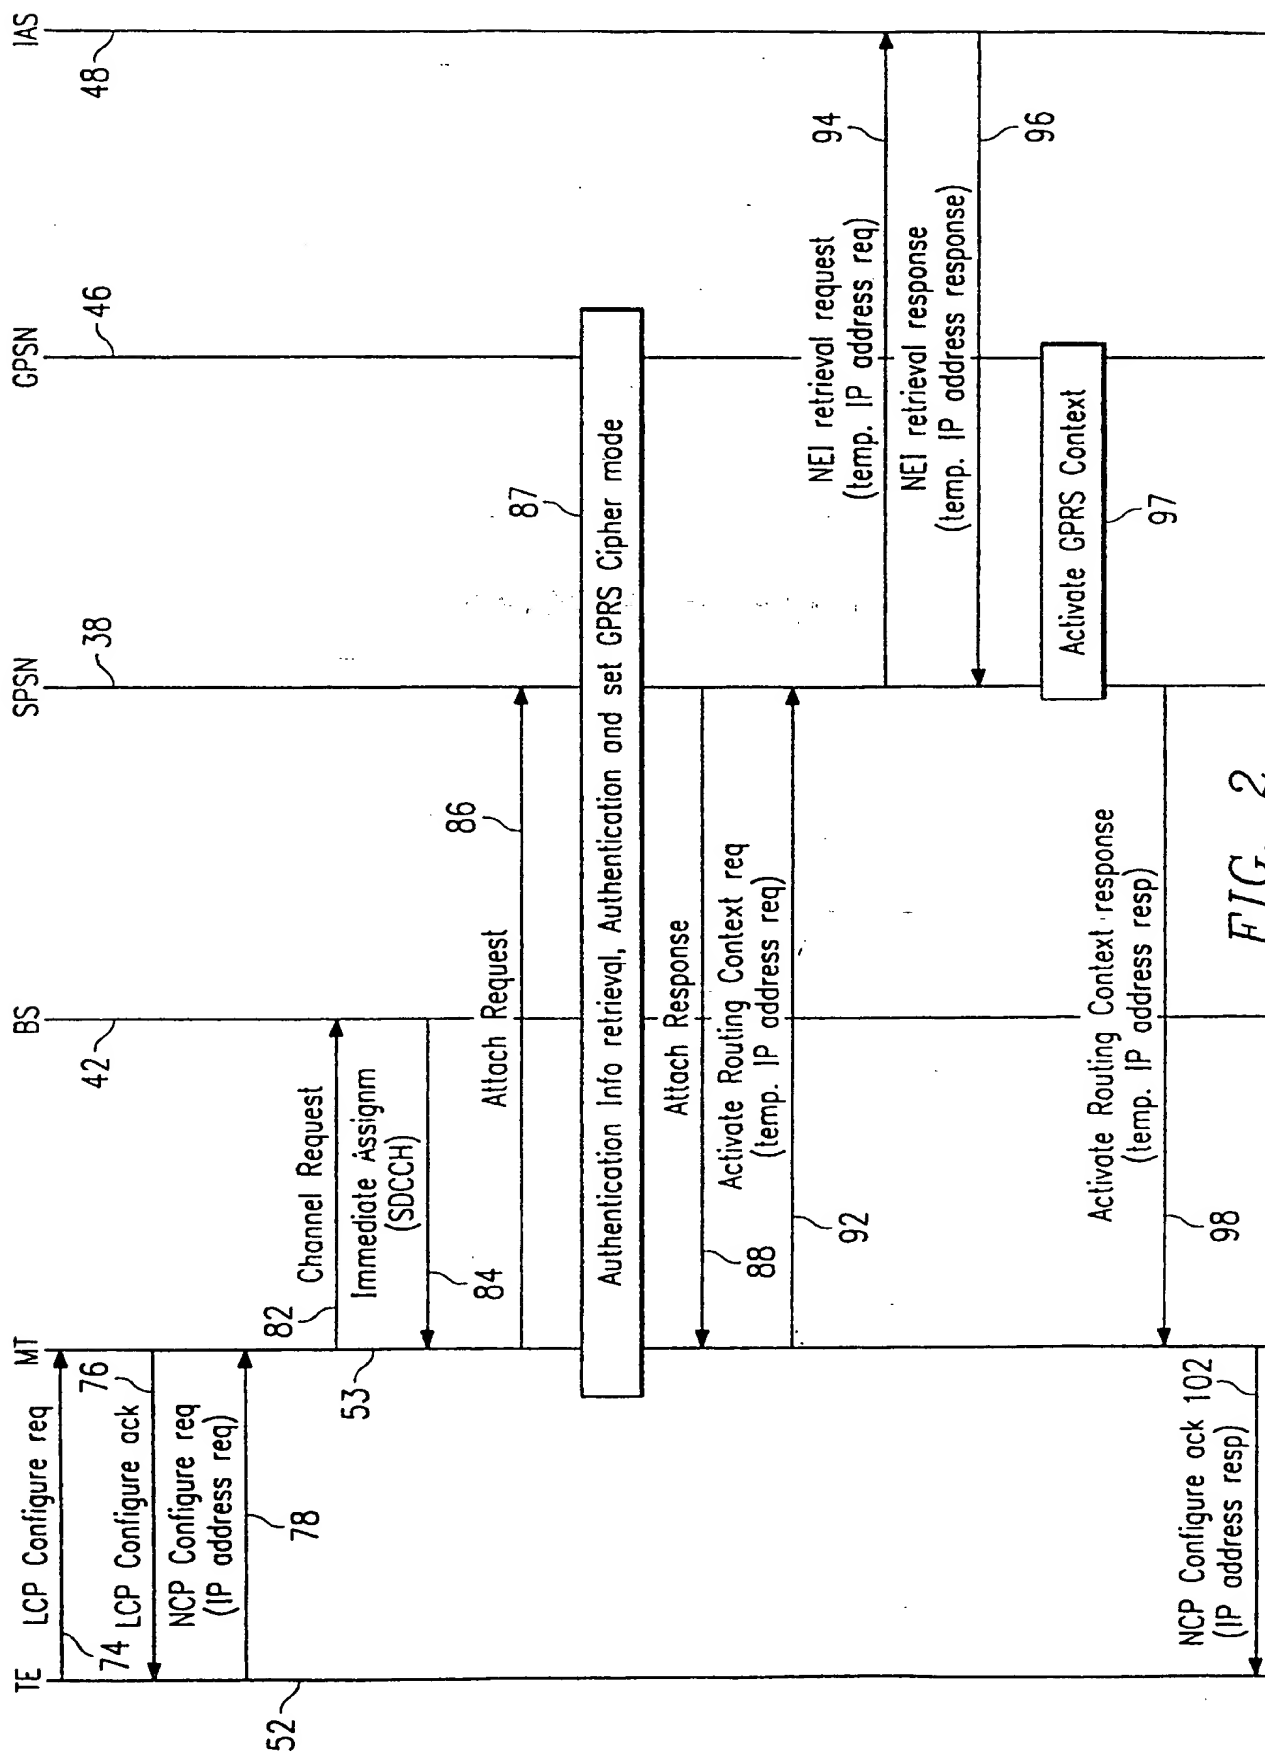 TE
MT
BS
SPSN
GPSN
IAS
52
53
42
38
46
48
LCP Configure req
74
LCP Configure ack
76
NCP Configure req
(IP address req)
78
82
Channel Request
Immediate Assignm
(SDCCH)
84
Attach Request
86
87
Authentication Info retrieval, Authentication and set GPRS Cipher mode
Attach Response
88
Activate Routing Context req
(temp. IP address req)
92
NEI retrieval request
(temp. IP address req)
94
NEI retrieval response
(temp. IP address response)
96
Activate GPRS Context
97
Activate Routing Context response
(temp. IP address resp)
98
NCP Configure ack 102
(IP address resp)
FIG. 2